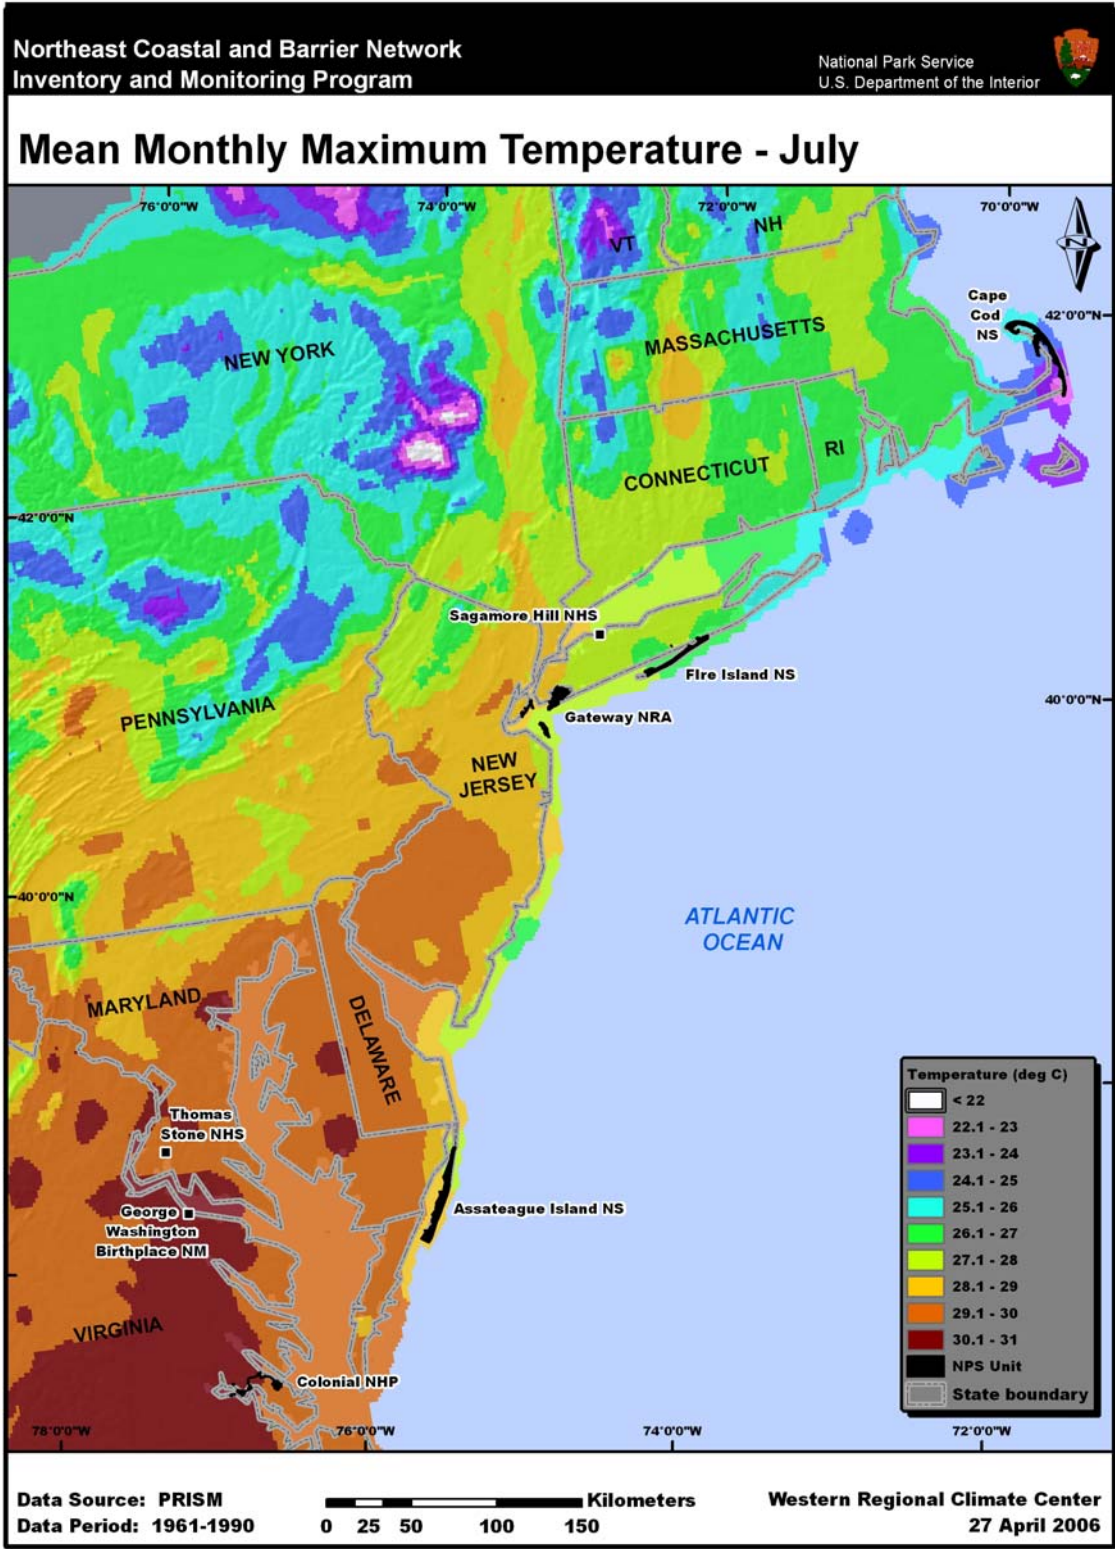 Northeast Coastal and Barrier Network
Inventory and Monitoring Program
National Park Service
U.S. Department of the Interior
Mean Monthly Maximum Temperature - July
76°0'0"W
74°0'0"W
72°0'0"W
70°0'0"W
VT
NH
N
Cape
Cod
NS
42°0'0"N
MASSACHUSETTS
NEW YORK
RI
CONNECTICUT
42°0'0"N
Sagamore Hill NHS
FIre Island NS
40°0'0"N
PENNSYLVANIA
Gateway NRA
NEW
JERSEY
40°0'0"N
ATLANTIC
OCEAN
MARYLAND
DELAWARE
Thomas
Stone NHS
George
Washington
Birthplace NM
Assateague Island NS
VIRGINIA
Colonial NHP
78°0'0"W
76°0'0"W
74°0'0"W
72°0'0"W
Temperature (deg C)
< 22
22.1 - 23
23.1 - 24
24.1 - 25
25.1 - 26
26.1 - 27
27.1 - 28
28.1 - 29
29.1 - 30
30.1 - 31
NPS Unit
State boundary
Data Source: PRISM
Data Period: 1961-1990
Kilometers
0 25 50 100 150
Western Regional Climate Center
27 April 2006